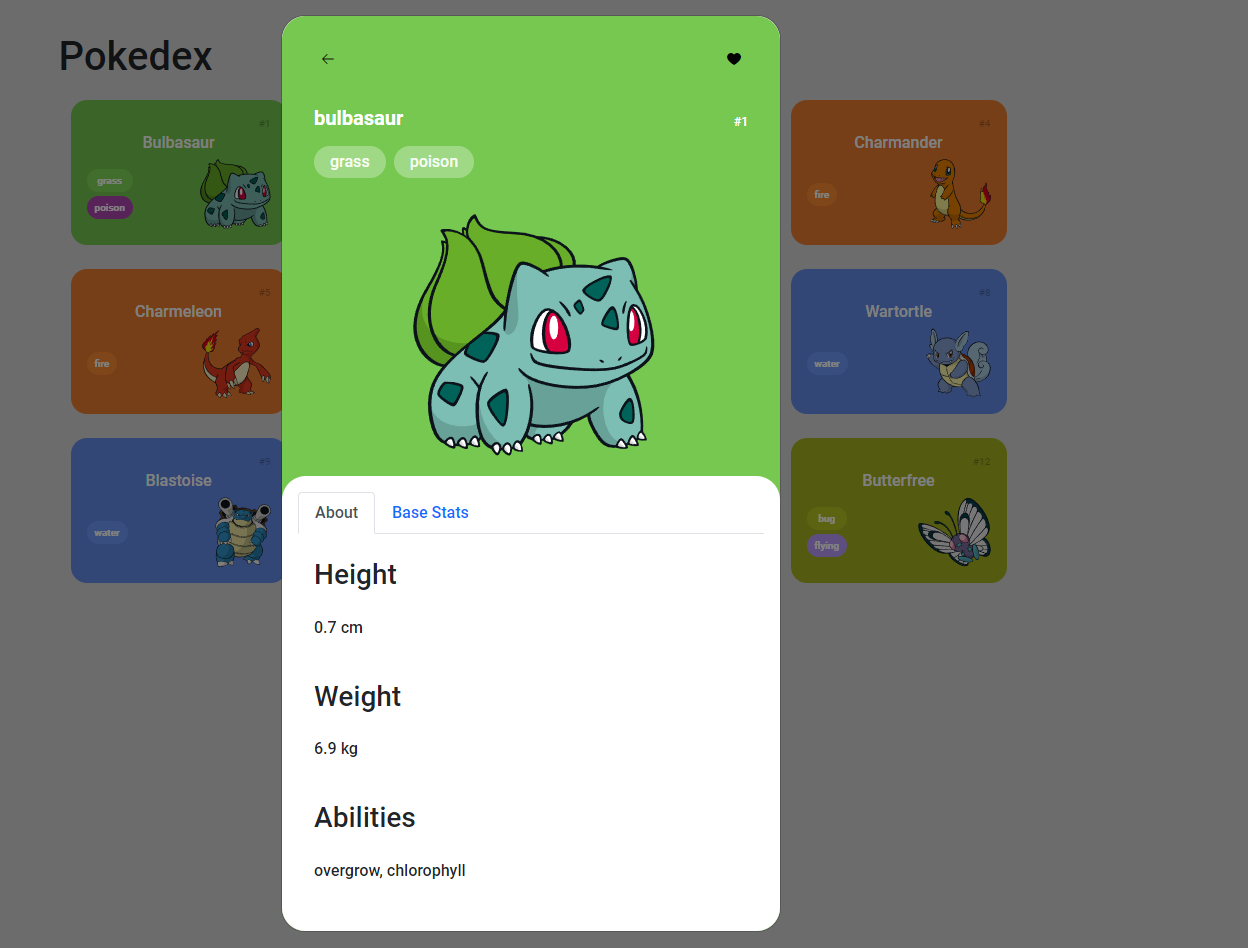 Pokedex
#1
Bulbasaur
grass
poison
#5
Charmeleon
fire
#9
Blastoise
water
bulbasaur
#1
grass
poison
About
Base Stats
Height
0.7 cm
Weight
6.9 kg
Abilities
overgrow, chlorophyll
#4
Charmander
fire
#8
Wartortle
water
#12
Butterfree
bug
flying